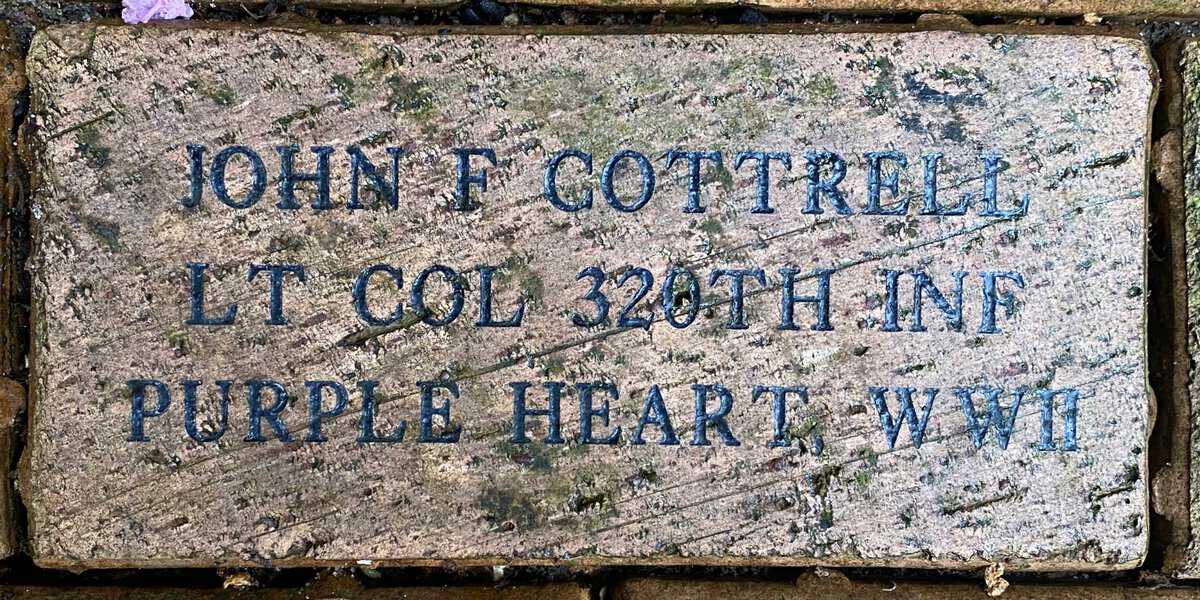 JOHN F COTTRELL
LT COL 320TH INF
PURPLE HEART, WWII